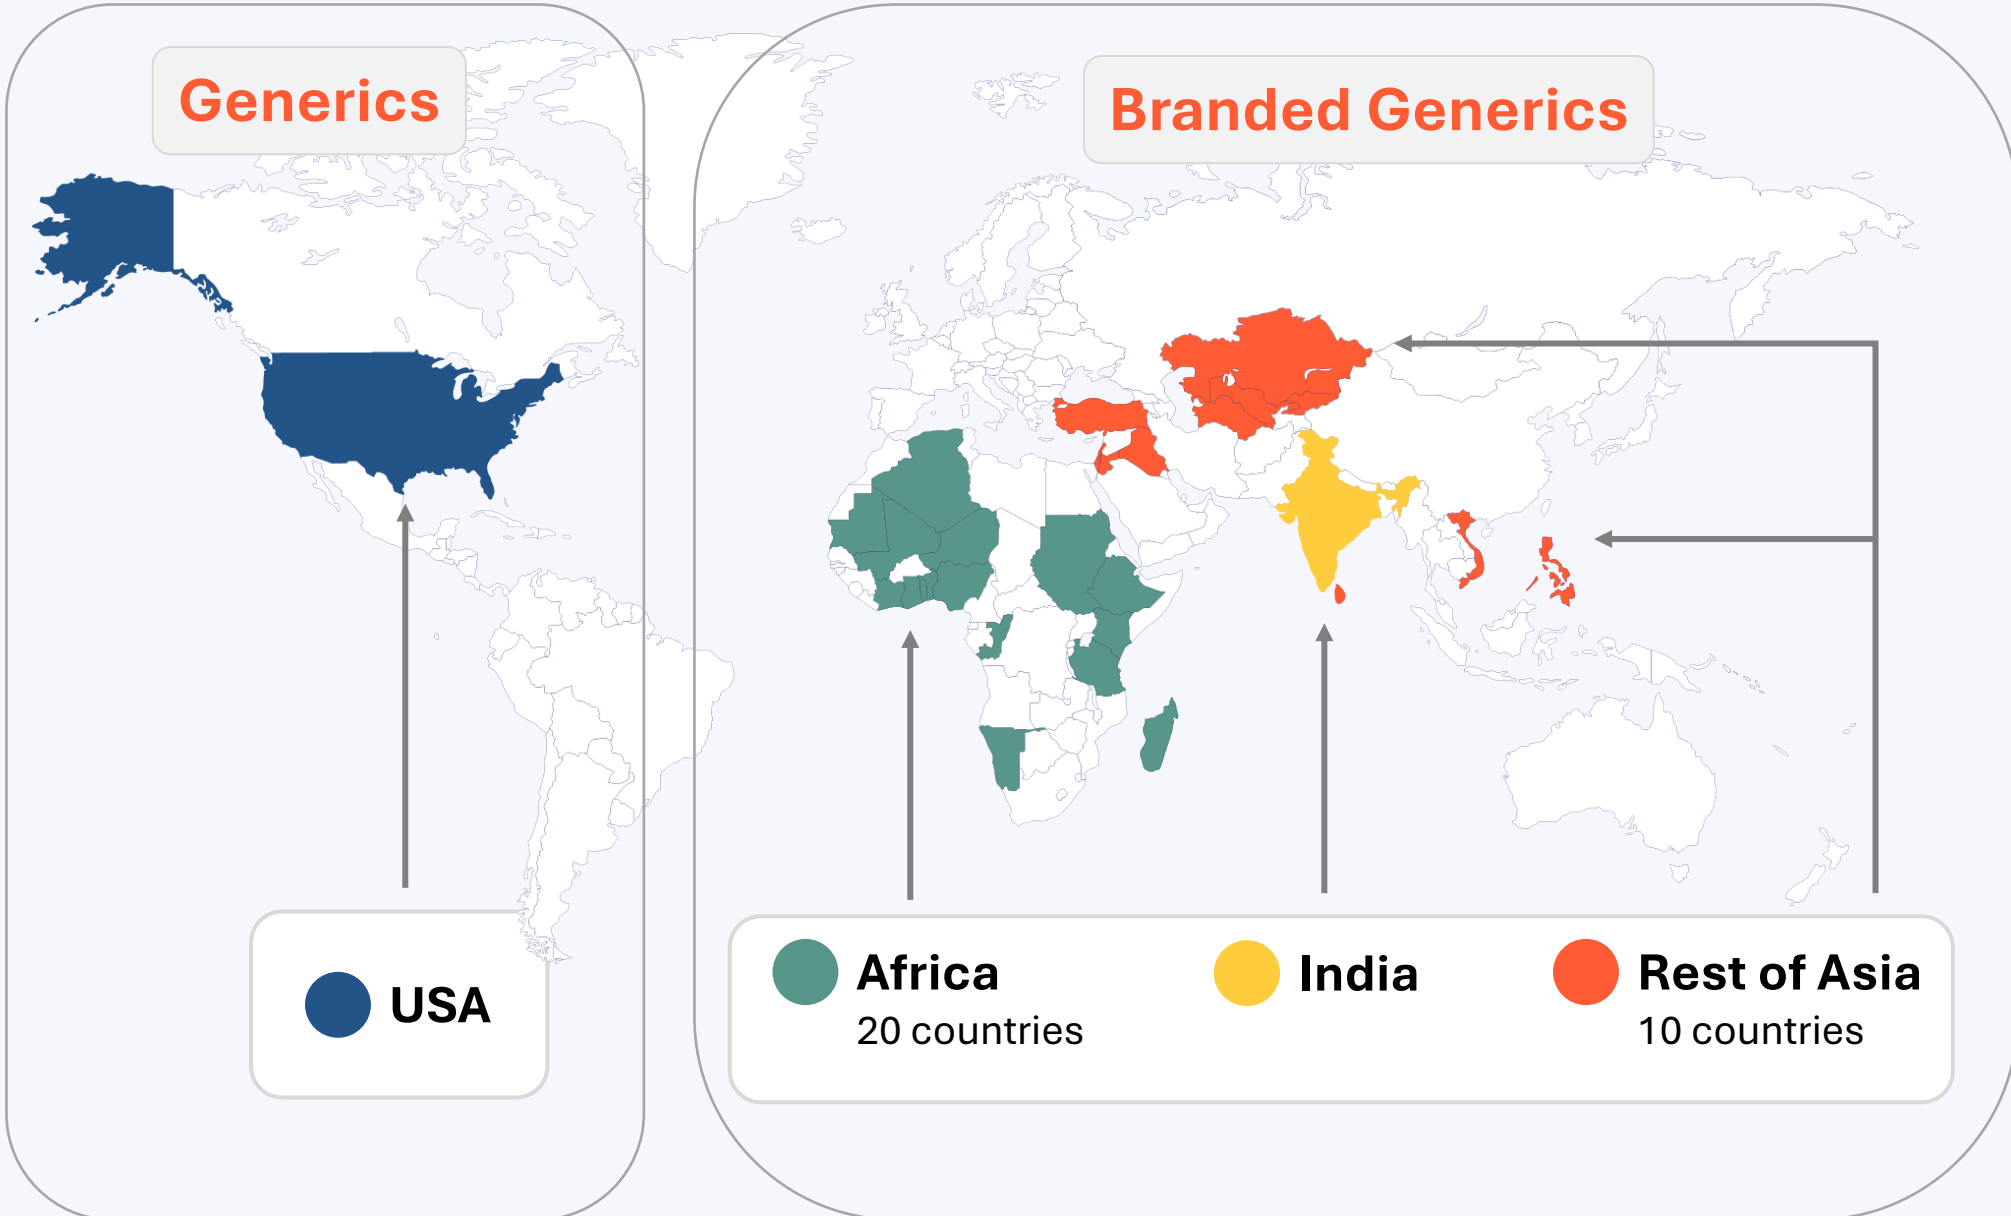 Generics
Branded Generics
USA
Africa
20 countries
India
Rest of Asia
10 countries